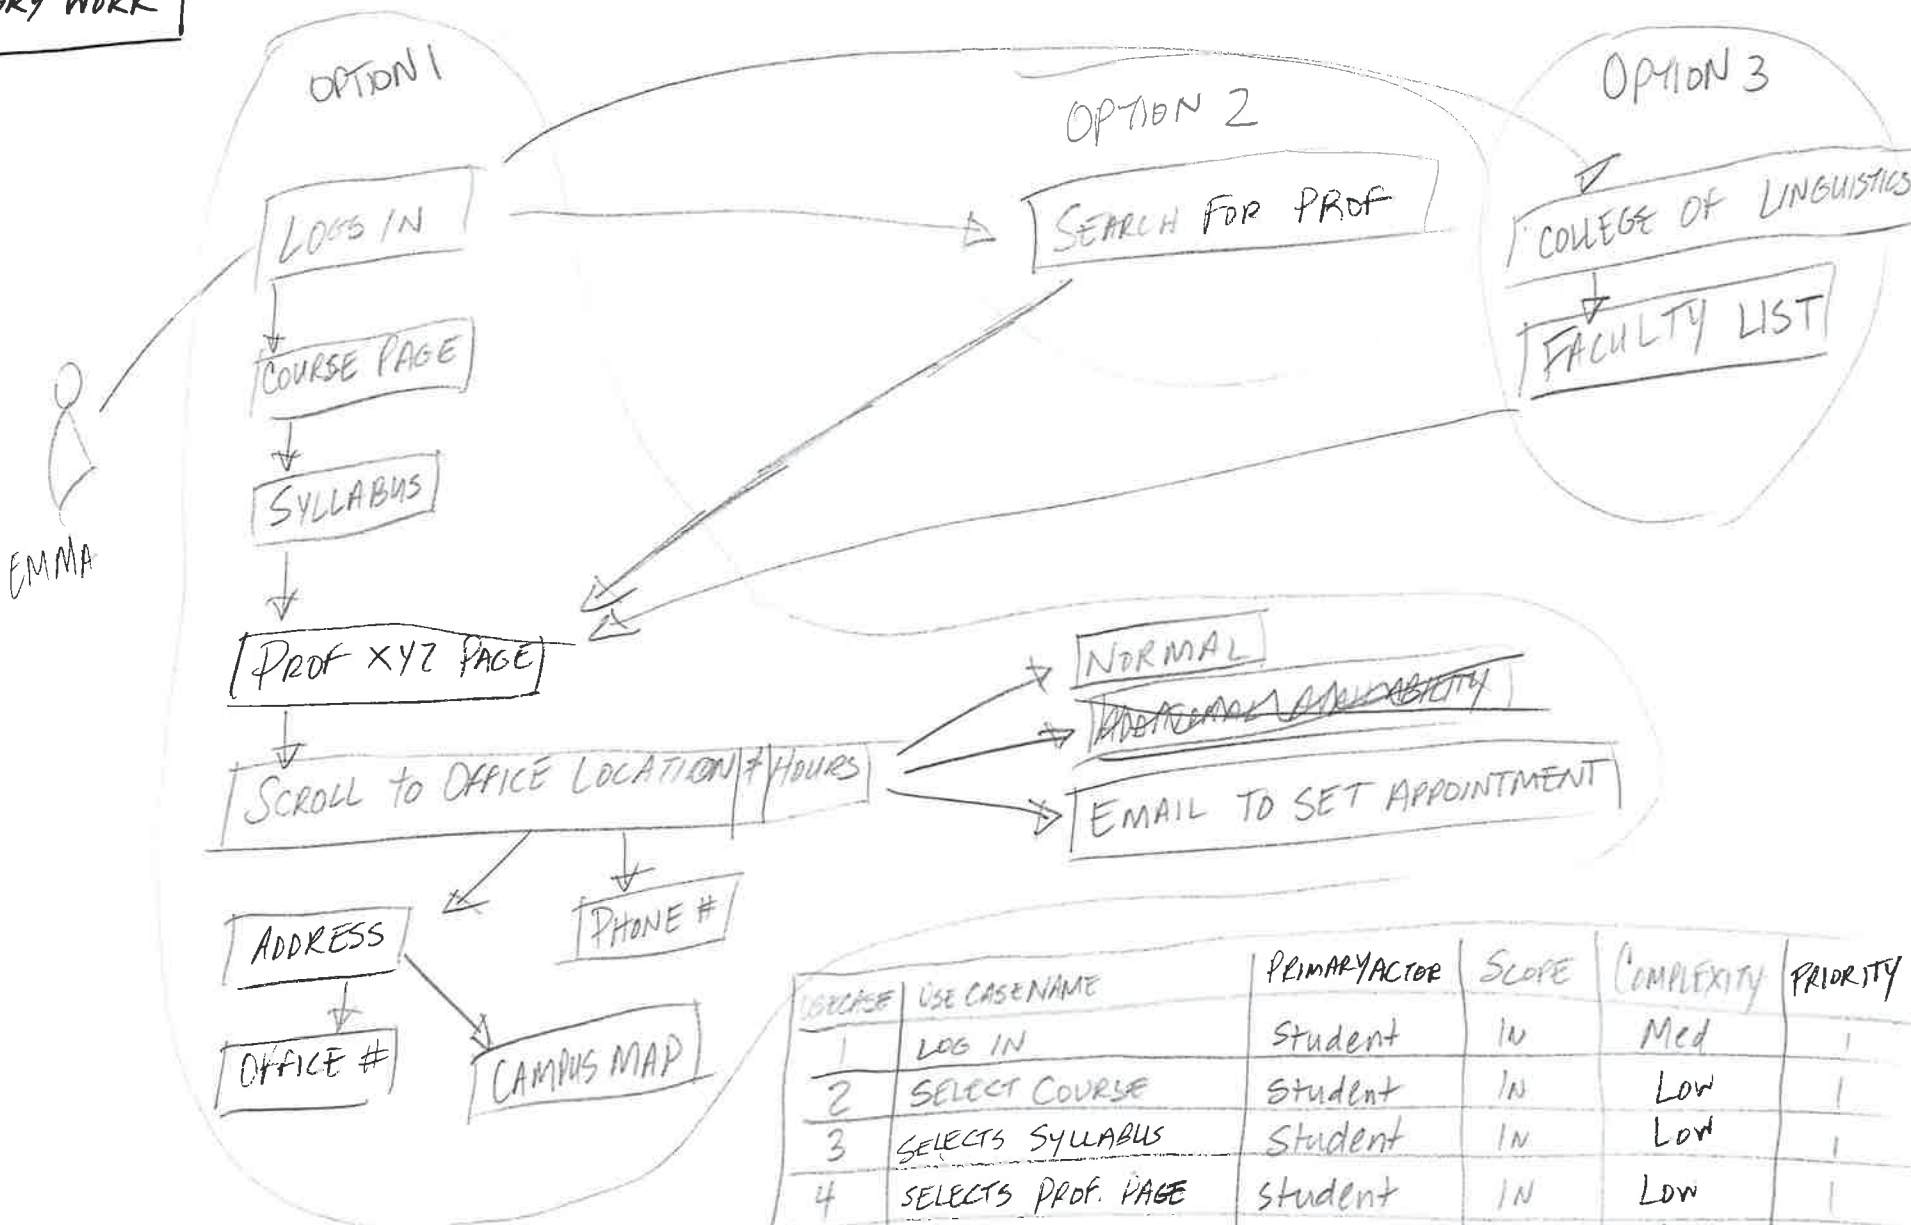 WORK
OPTION 1
OPTION 2
OPTION 3
LOGS IN
SEARCH FOR PROF
COLLEGE OF LINGUISTICS
COURSE PAGE
FACULTY LIST
SYLLABUS
EMMA
PROF XYZ PAGE
NORMAL
SCROLL TO OFFICE LOCATION & HOURS
EMAIL TO SET APPOINTMENT
ADDRESS
PHONE #
OFFICE #
CAMPUS MAP
USECASE USE CASE NAME PRIMARY ACTOR SCOPE COMPLEXITY PRIORITY
1 LOG IN Student IN Med 1
2 SELECT COURSE Student IN Low 1
3 SELECTS SYLLABUS Student IN Low 1
4 SELECTS PROF. PAGE Student IN Low 1